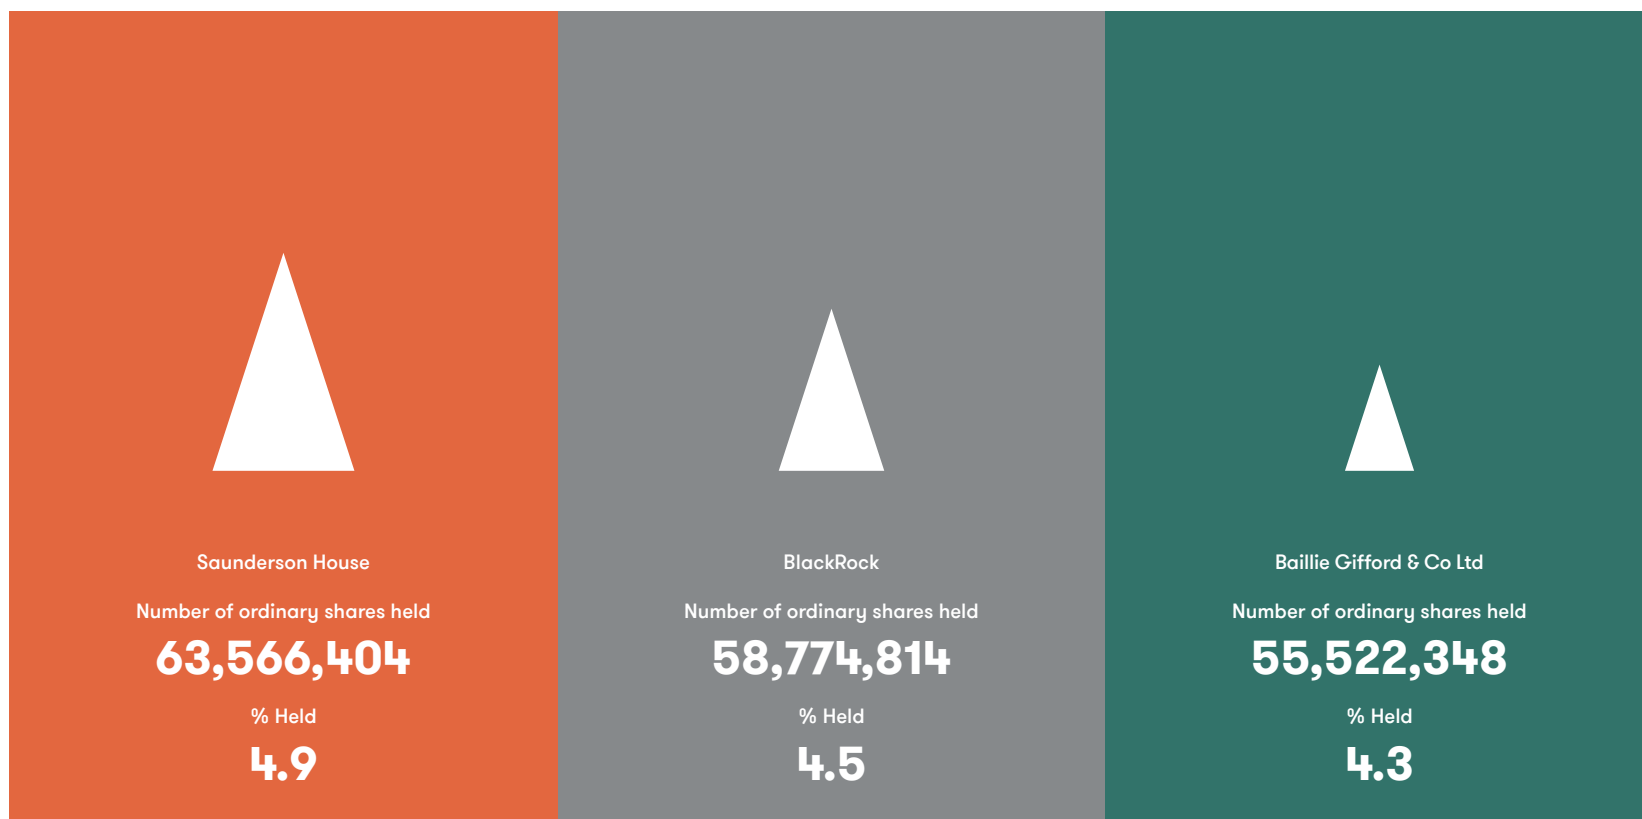 Saunderson House
Number of ordinary shares held
63,566,404
% Held
4.9
BlackRock
Number of ordinary shares held
58,774,814
% Held
4.5
Baillie Gifford & Co Ltd
Number of ordinary shares held
55,522,348
% Held
4.3